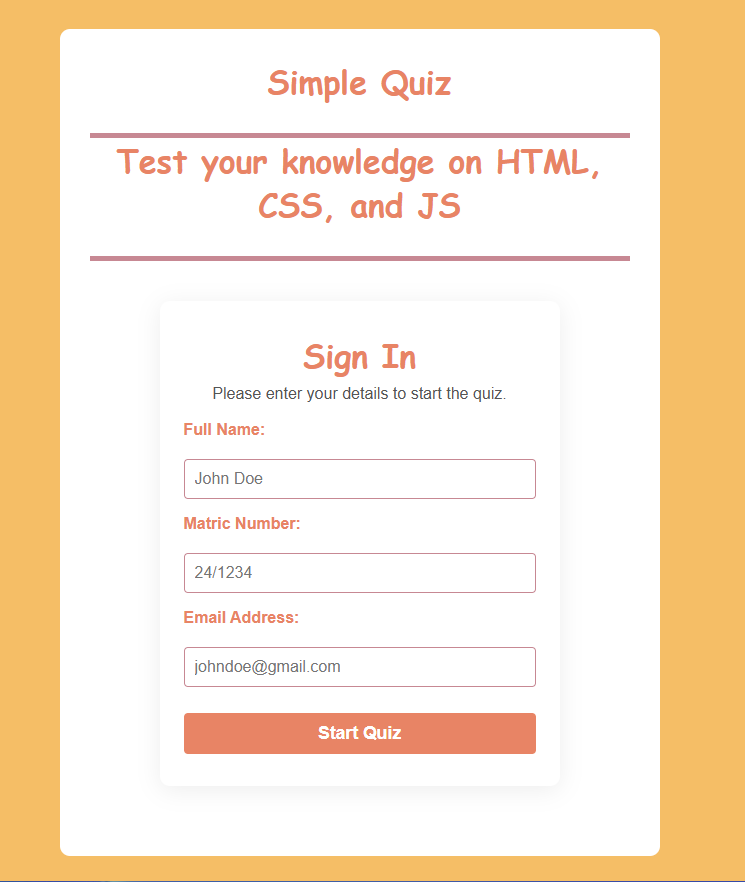 Simple Quiz
Test your knowledge on HTML,
CSS, and JS
Sign In
Please enter your details to start the quiz.
Full Name:
John Doe
Matric Number:
24/1234
Email Address:
johndoe@gmail.com
Start Quiz